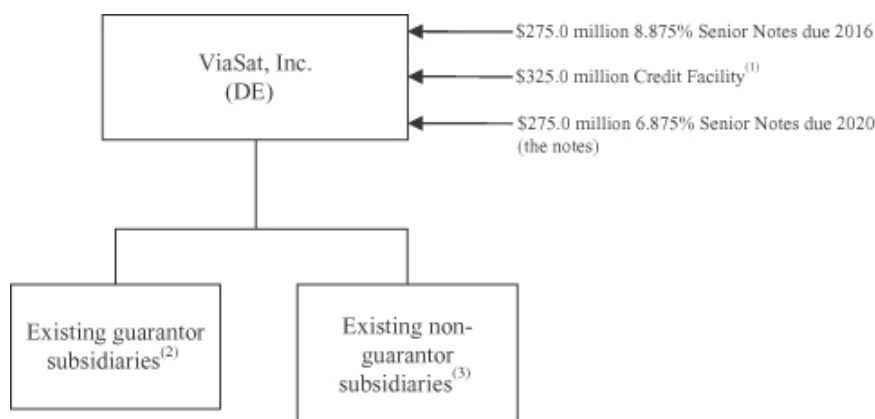 ViaSat, Inc.
(DE)
$275.0 million 8.875% Senior Notes due 2016
$325.0 million Credit Facility(1)
$275.0 million 6.875% Senior Notes due 2020
(the notes)
Existing guarantor
subsidiaries(2)
Existing non-
guarantor
subsidiaries(3)